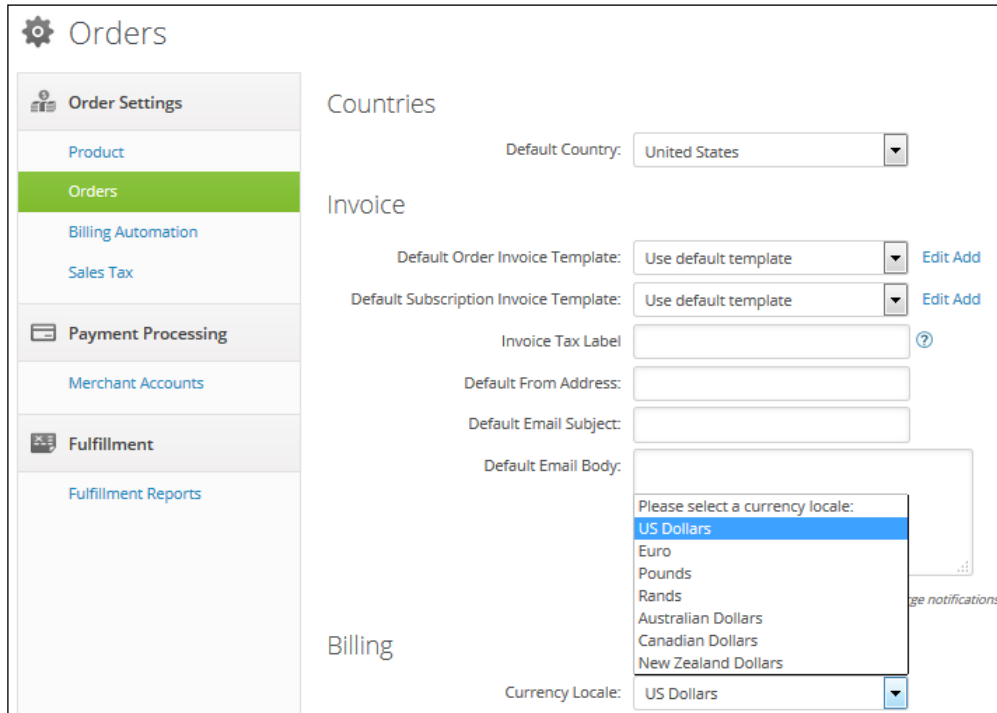 Orders
Order Settings
Product
Orders
Billing Automation
Sales Tax
Payment Processing
Merchant Accounts
Fulfillment
Fulfillment Reports
Countries
Default Country: United States
Invoice
Default Order Invoice Template: Use default template Edit Add
Default Subscription Invoice Template: Use default template Edit Add
Invoice Tax Label ?
Default From Address:
Default Email Subject:
Default Email Body:
Please select a currency locale:
US Dollars
Euro
Pounds
Rands
Australian Dollars
Canadian Dollars
New Zealand Dollars
notifications
Billing
Currency Locale: US Dollars